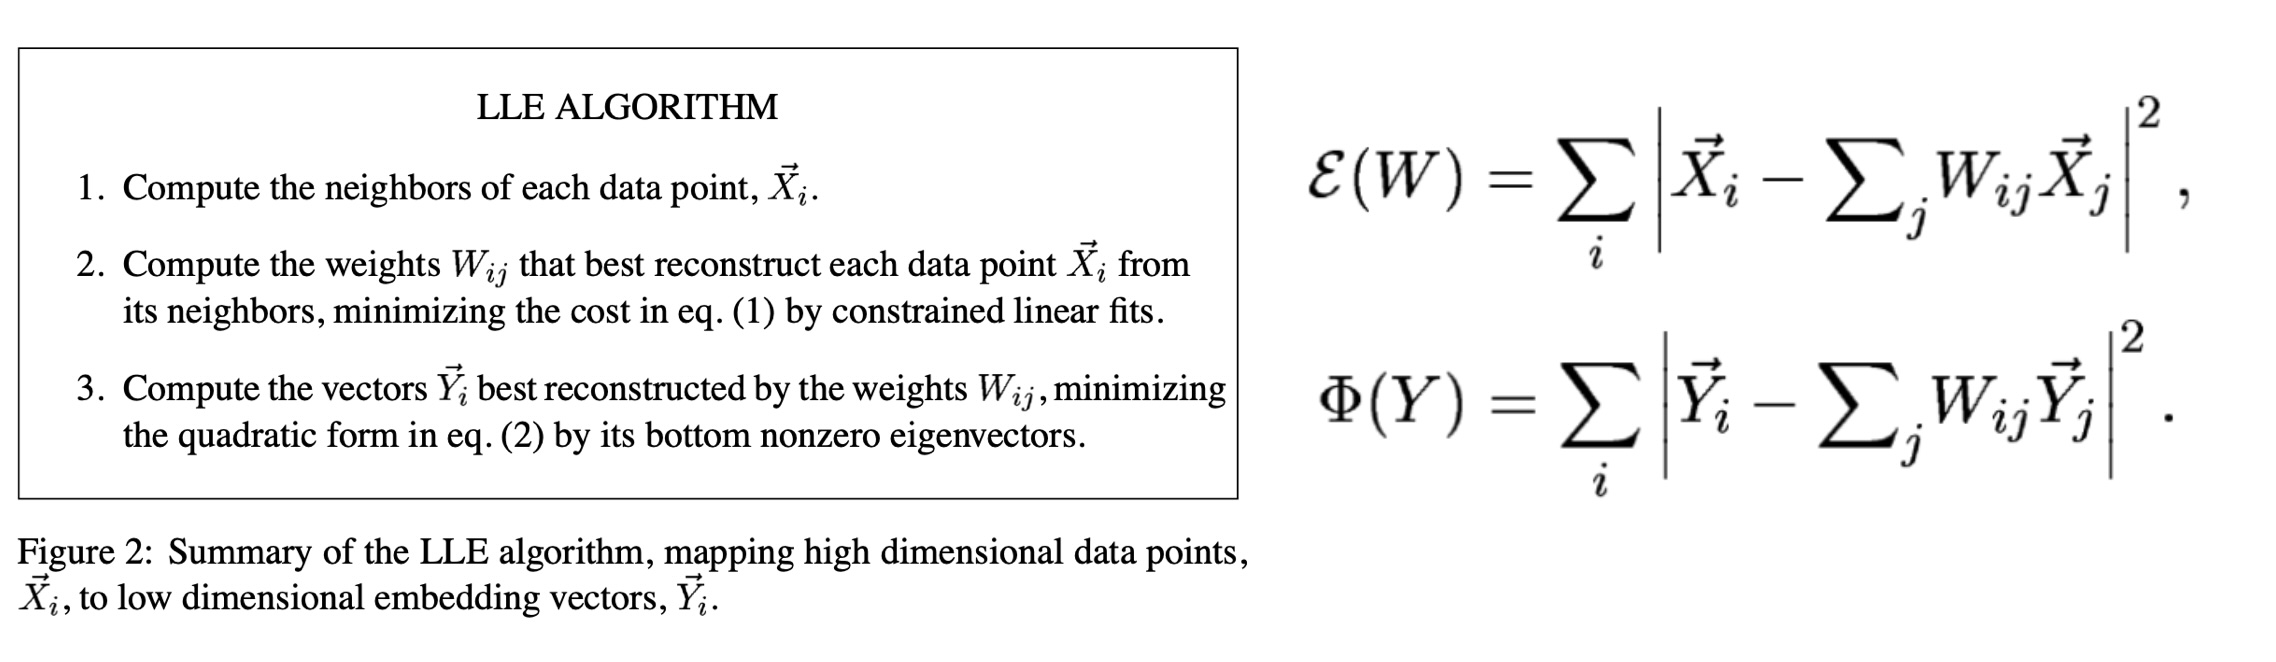 LLE ALGORITHM
1. Compute the neighbors of each data point, $\vec{X}_i$.
2. Compute the weights $W_{ij}$ that best reconstruct each data point $\vec{X}_i$ from
its neighbors, minimizing the cost in eq. (1) by constrained linear fits.
3. Compute the vectors $\vec{Y}_i$ best reconstructed by the weights $W_{ij}$, minimizing
the quadratic form in eq. (2) by its bottom nonzero eigenvectors.
Figure 2: Summary of the LLE algorithm, mapping high dimensional data points,
$\vec{X}_i$, to low dimensional embedding vectors, $\vec{Y}_i$.
$\mathcal{E}(W) = \sum_i \left| \vec{X}_i - \sum_j W_{ij} \vec{X}_j \right|^2,$
$\Phi(Y) = \sum_i \left| \vec{Y}_i - \sum_j W_{ij} \vec{Y}_j \right|^2.$